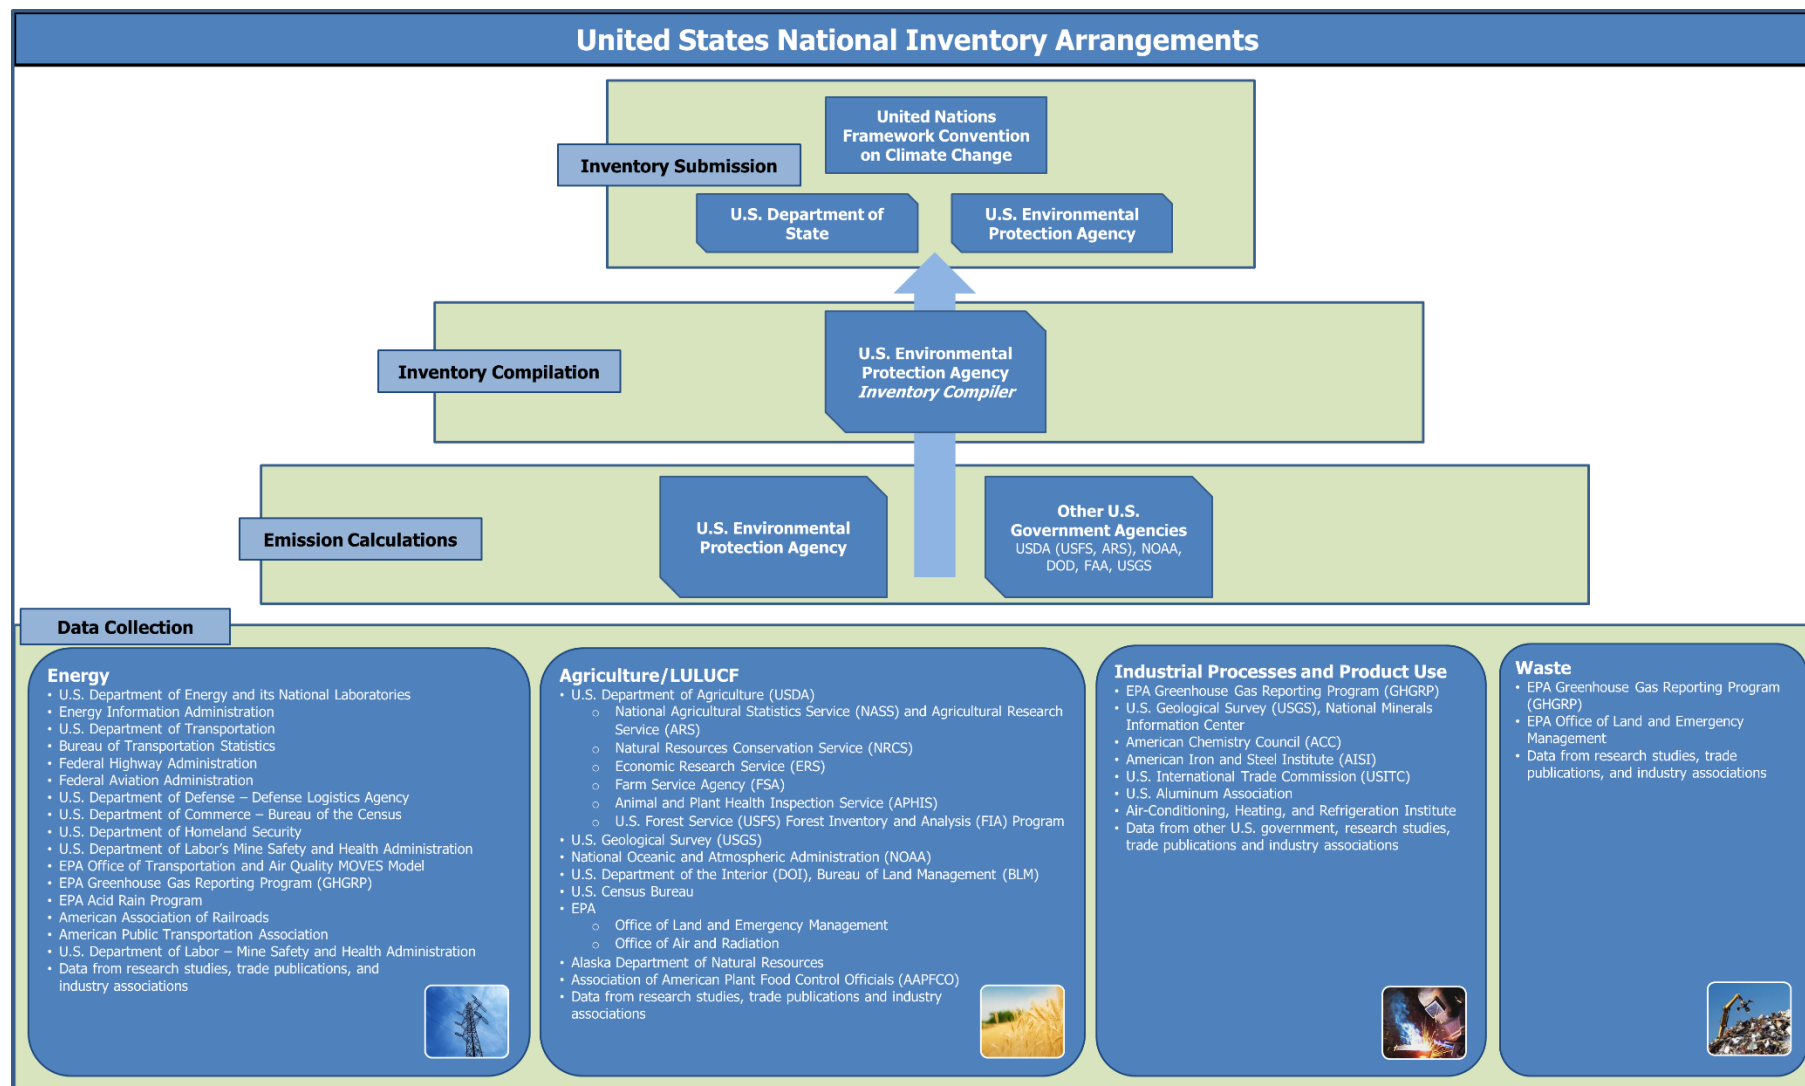 United States National Inventory Arrangements
Inventory Submission
United Nations
Framework Convention
on Climate Change
U.S. Department of
State
U.S. Environmental
Protection Agency
Inventory Compilation
U.S. Environmental
Protection Agency
Inventory Compiler
Emission Calculations
U.S. Environmental
Protection Agency
Other U.S.
Government Agencies
USDA (USFS, ARS), NOAA,
DOD, FAA, USGS
Data Collection
Energy
• U.S. Department of Energy and its National Laboratories
• Energy Information Administration
• U.S. Department of Transportation
• Bureau of Transportation Statistics
• Federal Highway Administration
• Federal Aviation Administration
• U.S. Department of Defense – Defense Logistics Agency
• U.S. Department of Commerce – Bureau of the Census
• U.S. Department of Homeland Security
• U.S. Department of Labor's Mine Safety and Health Administration
• EPA Office of Transportation and Air Quality MOVES Model
• EPA Greenhouse Gas Reporting Program (GHGRP)
• EPA Acid Rain Program
• American Association of Railroads
• American Public Transportation Association
• U.S. Department of Labor – Mine Safety and Health Administration
• Data from research studies, trade publications, and
industry associations
Agriculture/LULUCF
• U.S. Department of Agriculture (USDA)
o National Agricultural Statistics Service (NASS) and Agricultural Research
Service (ARS)
o Natural Resources Conservation Service (NRCS)
o Economic Research Service (ERS)
o Farm Service Agency (FSA)
o Animal and Plant Health Inspection Service (APHIS)
o U.S. Forest Service (USFS) Forest Inventory and Analysis (FIA) Program
• U.S. Geological Survey (USGS)
• National Oceanic and Atmospheric Administration (NOAA)
• U.S. Department of the Interior (DOI), Bureau of Land Management (BLM)
• U.S. Census Bureau
• EPA
o Office of Land and Emergency Management
o Office of Air and Radiation
• Alaska Department of Natural Resources
• Association of American Plant Food Control Officials (AAPFCO)
• Data from research studies, trade publications and industry
associations
Industrial Processes and Product Use
• EPA Greenhouse Gas Reporting Program (GHGRP)
• U.S. Geological Survey (USGS), National Minerals
Information Center
• American Chemistry Council (ACC)
• American Iron and Steel Institute (AISI)
• U.S. International Trade Commission (USITC)
• U.S. Aluminum Association
• Air-Conditioning, Heating, and Refrigeration Institute
• Data from other U.S. government, research studies,
trade publications and industry associations
Waste
• EPA Greenhouse Gas Reporting Program
(GHGRP)
• EPA Office of Land and Emergency
Management
• Data from research studies, trade
publications, and industry associations